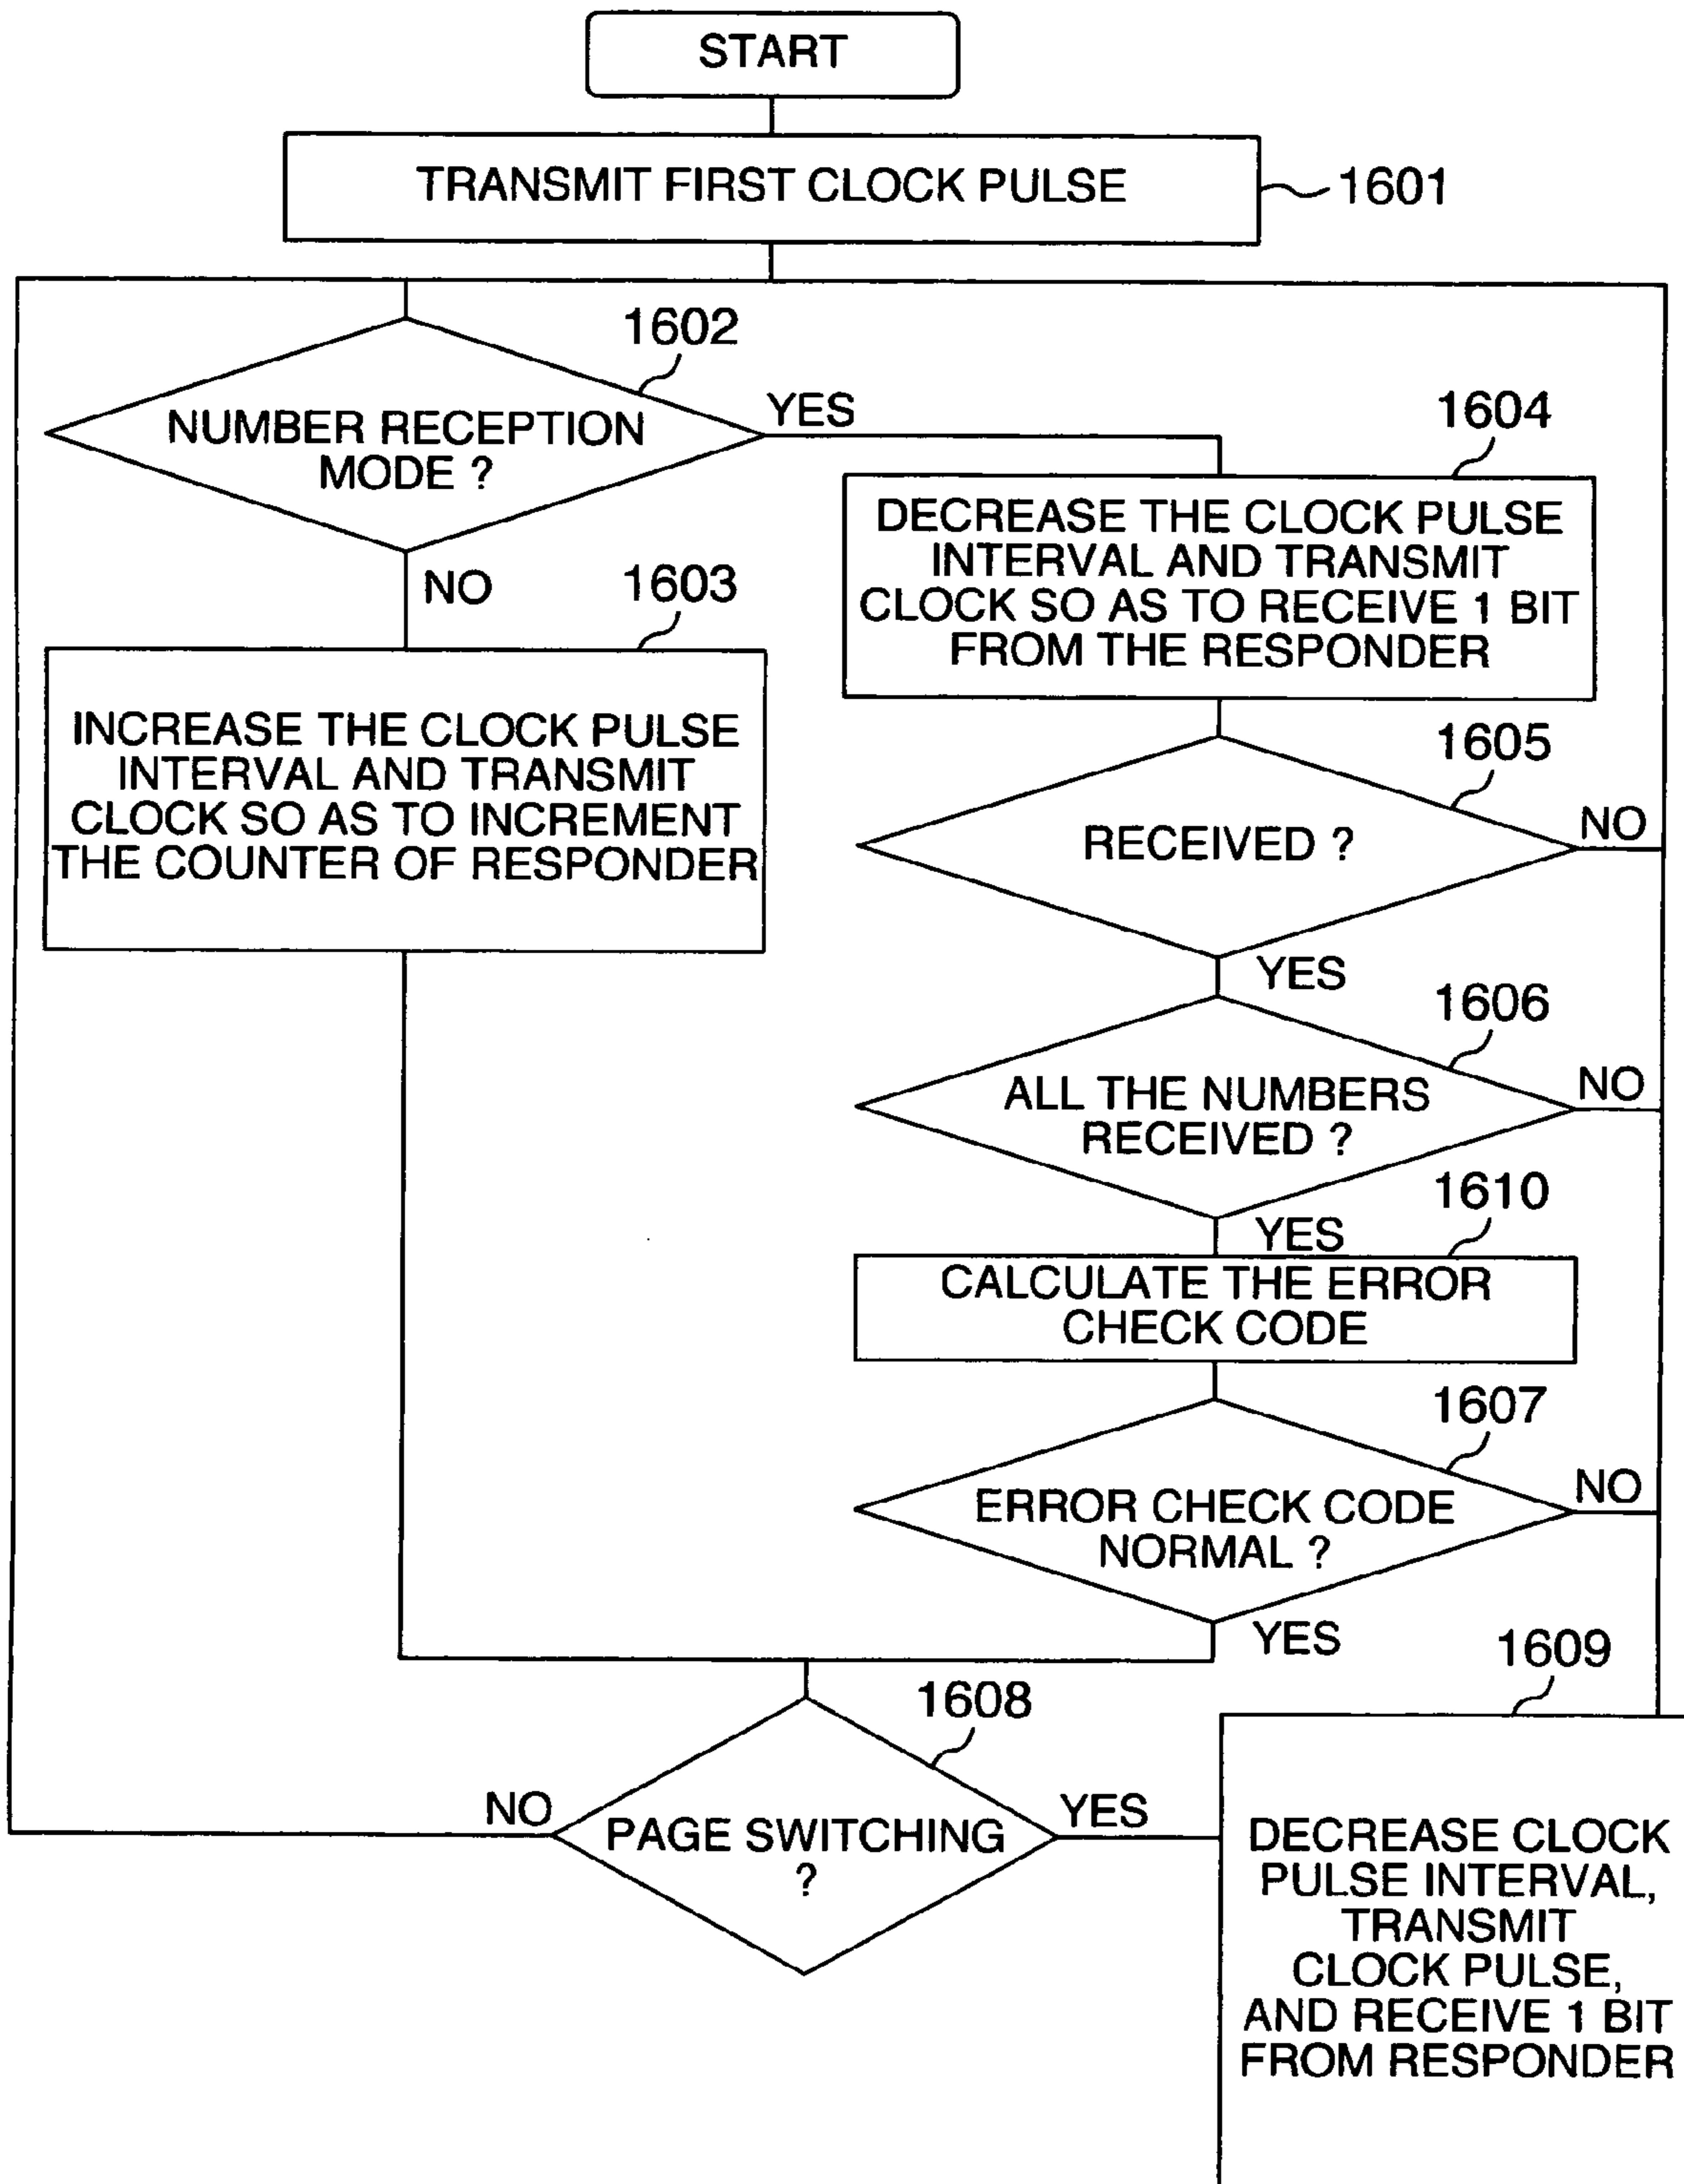 START
TRANSMIT FIRST CLOCK PULSE
1601
1602
NUMBER RECEPTION
MODE ?
YES
NO
1603
INCREASE THE CLOCK PULSE
INTERVAL AND TRANSMIT
CLOCK SO AS TO INCREMENT
THE COUNTER OF RESPONDER
1604
DECREASE THE CLOCK PULSE
INTERVAL AND TRANSMIT
CLOCK SO AS TO RECEIVE 1 BIT
FROM THE RESPONDER
1605
RECEIVED ?
NO
YES
1606
ALL THE NUMBERS
RECEIVED ?
NO
YES
1610
CALCULATE THE ERROR
CHECK CODE
1607
ERROR CHECK CODE
NORMAL ?
NO
YES
1608
PAGE SWITCHING
?
NO
YES
1609
DECREASE CLOCK
PULSE INTERVAL,
TRANSMIT
CLOCK PULSE,
AND RECEIVE 1 BIT
FROM RESPONDER